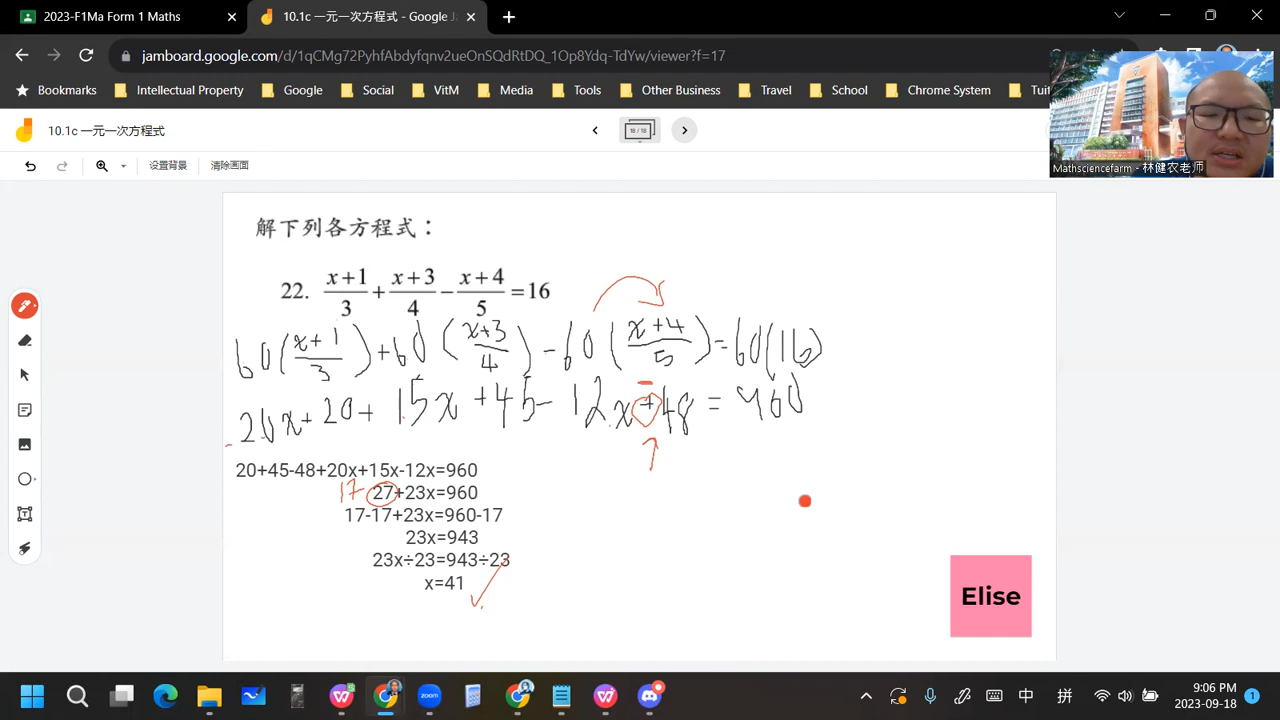 2023-F1Ma Form 1 Maths
10.1c 一元一次方程式 - Google Ja
jamboard.google.com/d/1qCMg72PyhfAbdyfqnv2ueOnSQdRtDQ_1Op8Ydq-TdYw/viewer?f=17
Bookmarks Intellectual Property Google Social VitM Media Tools Other Business Travel School Chrome System Tuit
10.1c 一元一次方程式
18 / 18
设置背景 清除画面
Mathsciencefarm - 林健农老师
解下列各方程式：
22. (x+1)/3 + (x+3)/4 - (x+4)/5 = 16
60((x+1)/3) + 60((x+3)/4) - 60((x+4)/5) = 60(16)
20x + 20 + 15x + 45 - 12x + 48 = 960
-
20+45-48+20x+15x-12x=960
17 27+23x=960
17-17+23x=960-17
23x=943
23x÷23=943÷23
x=41
Elise
中 拼
9:06 PM
2023-09-18
1